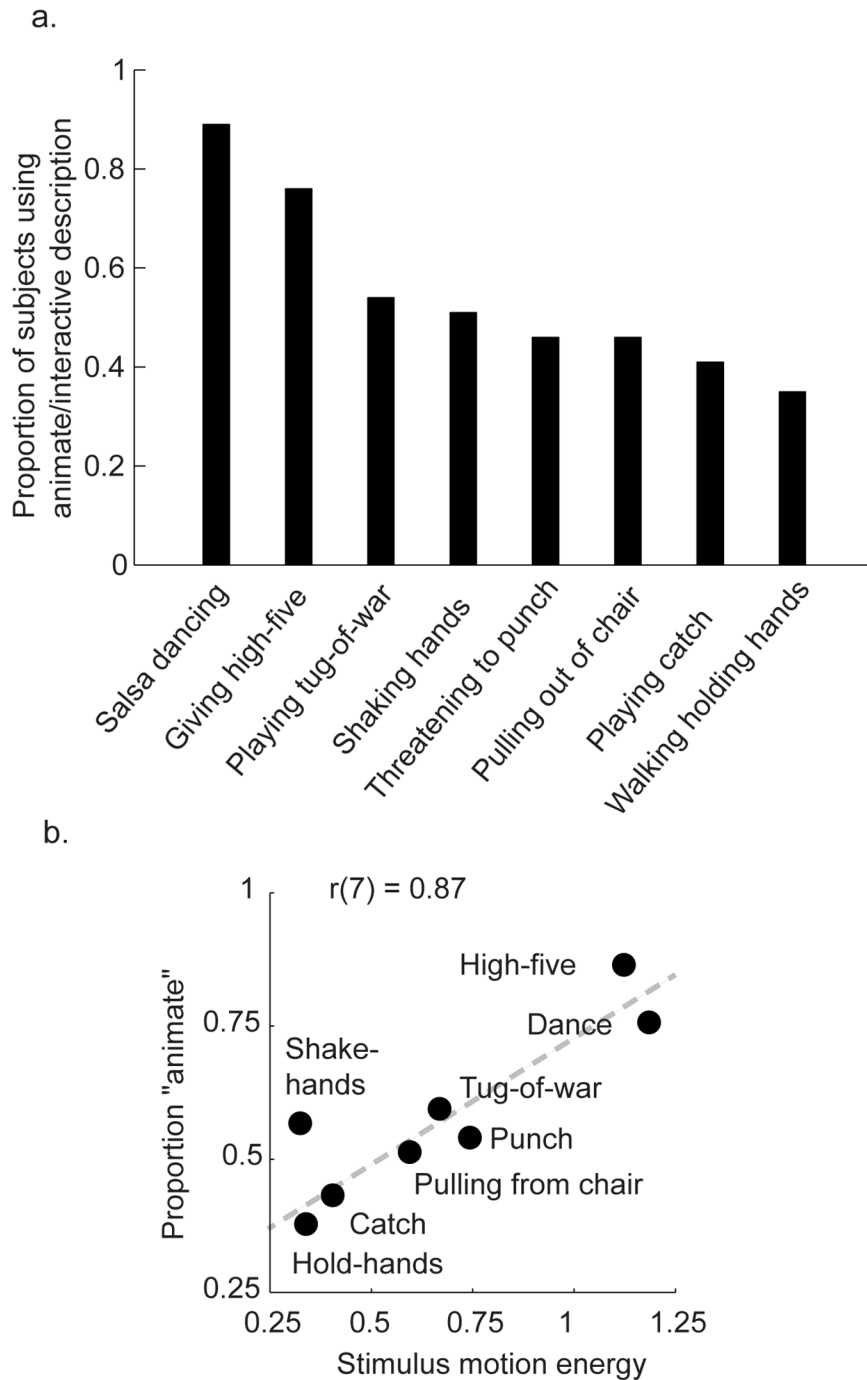 a.
Proportion of subjects using
animate/interactive description
1
0.8
0.6
0.4
0.2
0
Salsa dancing
Giving high-five
Playing tug-of-war
Shaking hands
Threatening to punch
Pulling out of chair
Playing catch
Walking holding hands
b.
Proportion "animate"
1
0.75
0.5
0.25
r(7) = 0.87
High-five
Dance
Shake-
hands
Tug-of-war
Punch
Pulling from chair
Catch
Hold-hands
0.25
0.5
0.75
1
1.25
Stimulus motion energy